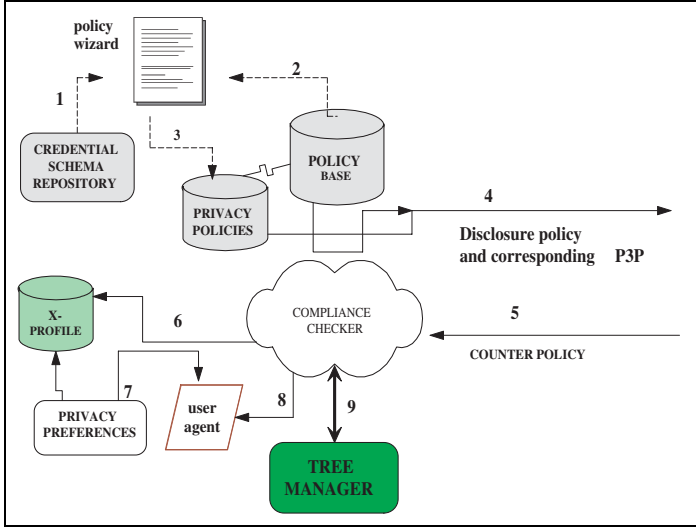 policy
wizard
1
2
3
CREDENTIAL
SCHEMA
REPOSITORY
POLICY
BASE
PRIVACY
POLICIES
4
Disclosure policy
and corresponding P3P
X-
PROFILE
6
COMPLIANCE
CHECKER
5
COUNTER POLICY
7
PRIVACY
PREFERENCES
user
agent
8
9
TREE
MANAGER